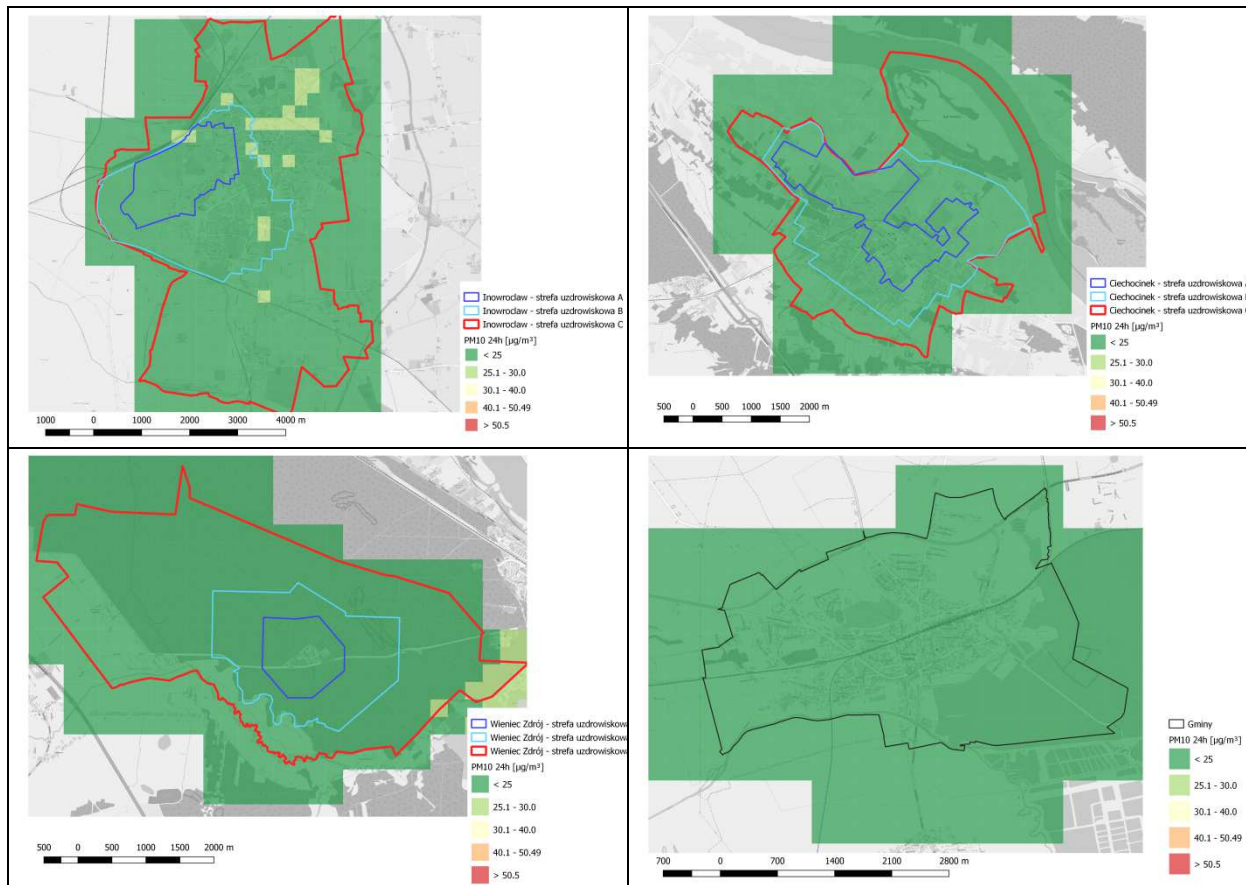 Inowrocław - strefa uzdrowiskowa A
Inowrocław - strefa uzdrowiskowa B
Inowrocław - strefa uzdrowiskowa C
PM10 24h [µg/m³]
< 25
25.1 - 30.0
30.1 - 40.0
40.1 - 50.49
> 50.5
1000 0 1000 2000 3000 4000 m
Ciechocinek - strefa uzdrowiskowa
Ciechocinek - strefa uzdrowiskowa
Ciechocinek - strefa uzdrowiskowa
PM10 24h [µg/m³]
< 25
25.1 - 30.0
30.1 - 40.0
40.1 - 50.49
> 50.5
500 0 500 1000 1500 2000 m
Wieniec Zdrój - strefa uzdrowiskowa
Wieniec Zdrój - strefa uzdrowiskowa
Wieniec Zdrój - strefa uzdrowiskowa
PM10 24h [µg/m³]
< 25
25.1 - 30.0
30.1 - 40.0
40.1 - 50.49
> 50.5
500 0 500 1000 1500 2000 m
Gminy
PM10 24h [µg/m³]
< 25
25.1 - 30.0
30.1 - 40.0
40.1 - 50.49
> 50.5
700 0 700 1400 2100 2800 m